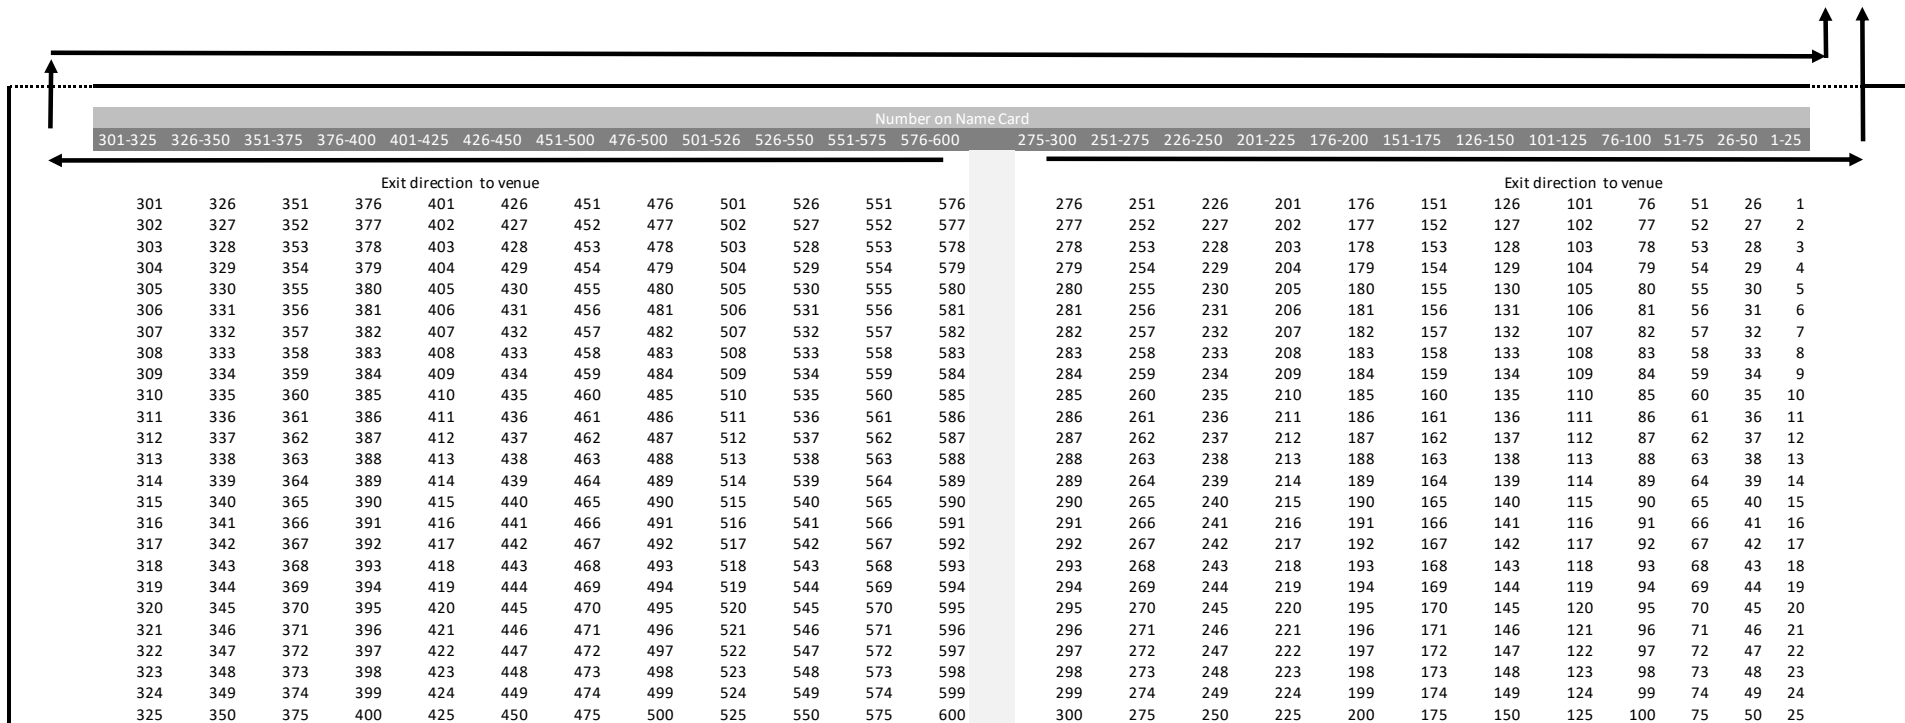 Number on Name Card
301-325 326-350 351-375 376-400 401-425 426-450 451-500 476-500 501-526 526-550 551-575 576-600 275-300 251-275 226-250 201-225 176-200 151-175 126-150 101-125 76-100 51-75 26-50 1-25
Exit direction to venue Exit direction to venue
301 326 351 376 401 426 451 476 501 526 551 576 276 251 226 201 176 151 126 101 76 51 26 1
302 327 352 377 402 427 452 477 502 527 552 577 277 252 227 202 177 152 127 102 77 52 27 2
303 328 353 378 403 428 453 478 503 528 553 578 278 253 228 203 178 153 128 103 78 53 28 3
304 329 354 379 404 429 454 479 504 529 554 579 279 254 229 204 179 154 129 104 79 54 29 4
305 330 355 380 405 430 455 480 505 530 555 580 280 255 230 205 180 155 130 105 80 55 30 5
306 331 356 381 406 431 456 481 506 531 556 581 281 256 231 206 181 156 131 106 81 56 31 6
307 332 357 382 407 432 457 482 507 532 557 582 282 257 232 207 182 157 132 107 82 57 32 7
308 333 358 383 408 433 458 483 508 533 558 583 283 258 233 208 183 158 133 108 83 58 33 8
309 334 359 384 409 434 459 484 509 534 559 584 284 259 234 209 184 159 134 109 84 59 34 9
310 335 360 385 410 435 460 485 510 535 560 585 285 260 235 210 185 160 135 110 85 60 35 10
311 336 361 386 411 436 461 486 511 536 561 586 286 261 236 211 186 161 136 111 86 61 36 11
312 337 362 387 412 437 462 487 512 537 562 587 287 262 237 212 187 162 137 112 87 62 37 12
313 338 363 388 413 438 463 488 513 538 563 588 288 263 238 213 188 163 138 113 88 63 38 13
314 339 364 389 414 439 464 489 514 539 564 589 289 264 239 214 189 164 139 114 89 64 39 14
315 340 365 390 415 440 465 490 515 540 565 590 290 265 240 215 190 165 140 115 90 65 40 15
316 341 366 391 416 441 466 491 516 541 566 591 291 266 241 216 191 166 141 116 91 66 41 16
317 342 367 392 417 442 467 492 517 542 567 592 292 267 242 217 192 167 142 117 92 67 42 17
318 343 368 393 418 443 468 493 518 543 568 593 293 268 243 218 193 168 143 118 93 68 43 18
319 344 369 394 419 444 469 494 519 544 569 594 294 269 244 219 194 169 144 119 94 69 44 19
320 345 370 395 420 445 470 495 520 545 570 595 295 270 245 220 195 170 145 120 95 70 45 20
321 346 371 396 421 446 471 496 521 546 571 596 296 271 246 221 196 171 146 121 96 71 46 21
322 347 372 397 422 447 472 497 522 547 572 597 297 272 247 222 197 172 147 122 97 72 47 22
323 348 373 398 423 448 473 498 523 548 573 598 298 273 248 223 198 173 148 123 98 73 48 23
324 349 374 399 424 449 474 499 524 549 574 599 299 274 249 224 199 174 149 124 99 74 49 24
325 350 375 400 425 450 475 500 525 550 575 600 300 275 250 225 200 175 150 125 100 75 50 25